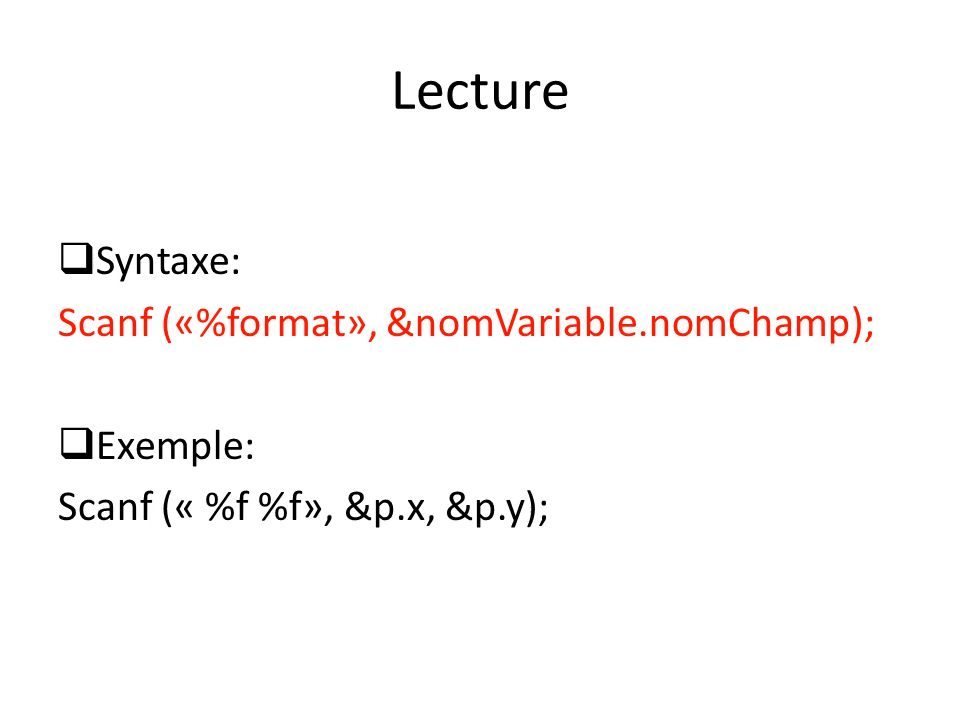 Lecture
❑Syntaxe:
Scanf («%format», &nomVariable.nomChamp);
❑Exemple:
Scanf (« %f %f», &p.x, &p.y);